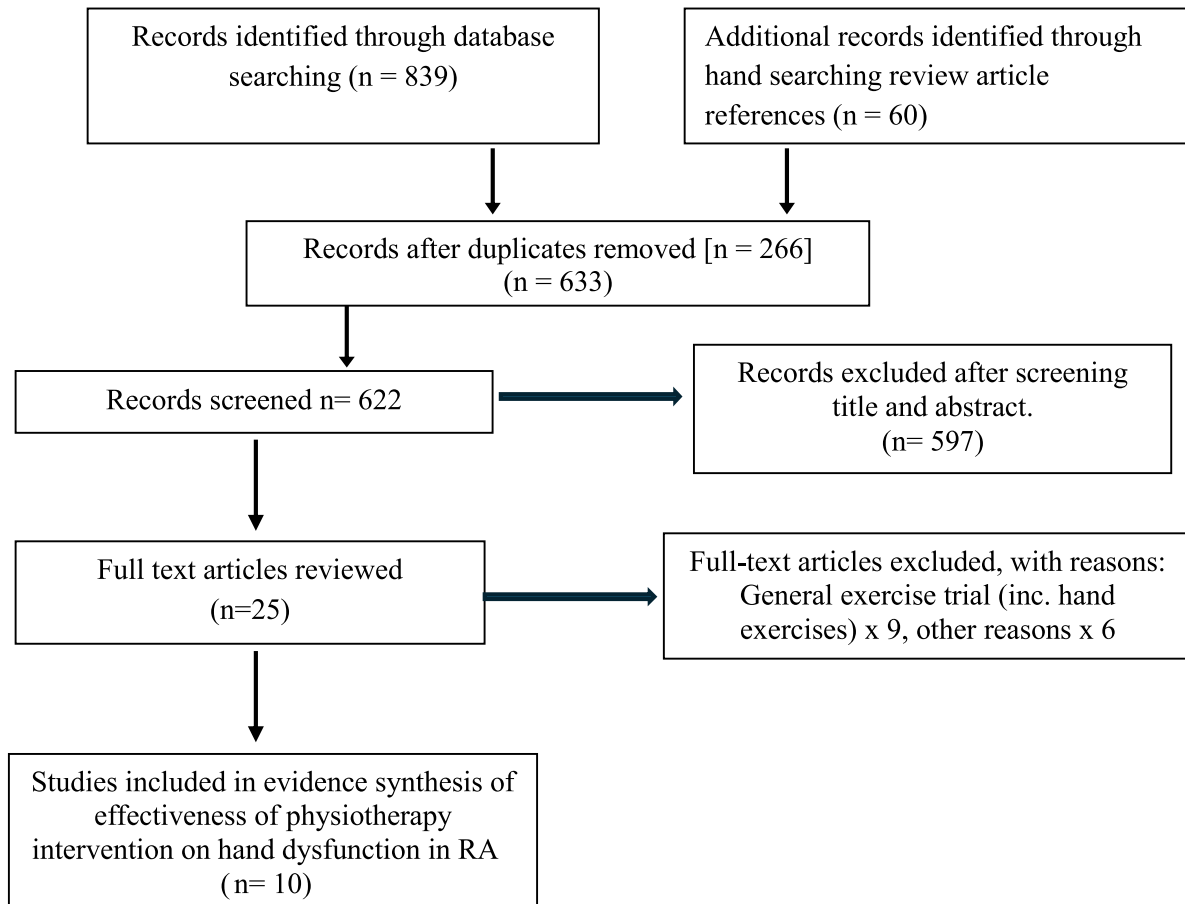 Records identified through database
searching (n = 839)
Additional records identified through
hand searching review article
references (n = 60)
Records after duplicates removed [n = 266]
(n = 633)
Records screened n= 622
Records excluded after screening
title and abstract.
(n= 597)
Full text articles reviewed
(n=25)
Full-text articles excluded, with reasons:
General exercise trial (inc. hand
exercises) x 9, other reasons x 6
Studies included in evidence synthesis of
effectiveness of physiotherapy
intervention on hand dysfunction in RA
( n= 10)